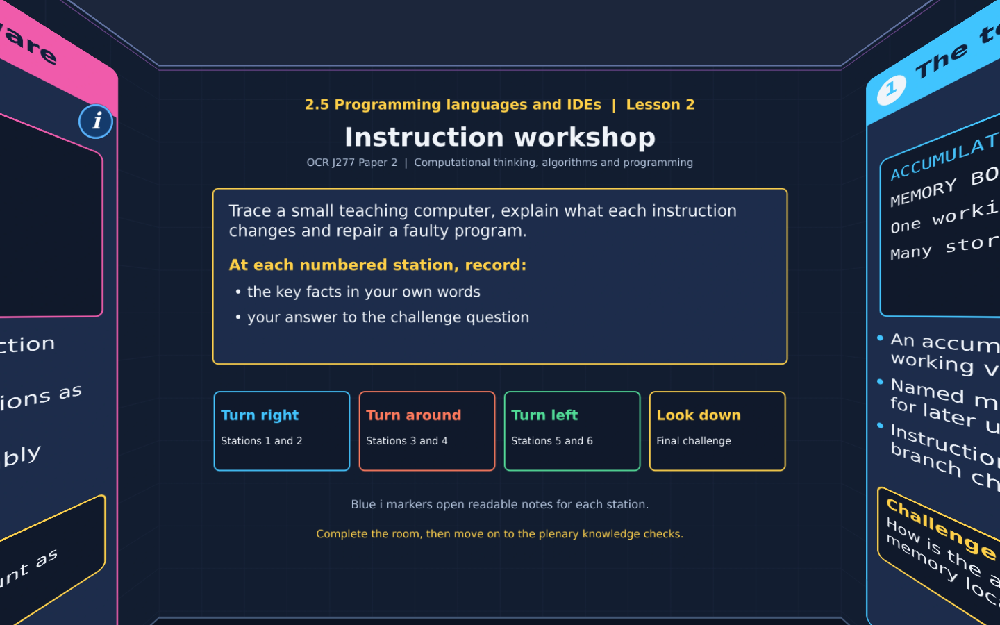 are
i
ction
ions as
bly
unt as
2.5 Programming languages and IDEs | Lesson 2
Instruction workshop
OCR J277 Paper 2 | Computational thinking, algorithms and programming
Trace a small teaching computer, explain what each instruction
changes and repair a faulty program.
At each numbered station, record:
• the key facts in your own words
• your answer to the challenge question
Turn right
Stations 1 and 2
Turn around
Stations 3 and 4
Turn left
Stations 5 and 6
Look down
Final challenge
Blue i markers open readable notes for each station.
Complete the room, then move on to the plenary knowledge checks.
1 The t
ACCUMULAT
MEMORY BO
One worki
Many stor
• An accum
working v
• Named m
for later u
• Instruction
branch ch
Challenge
How is the a
memory loc